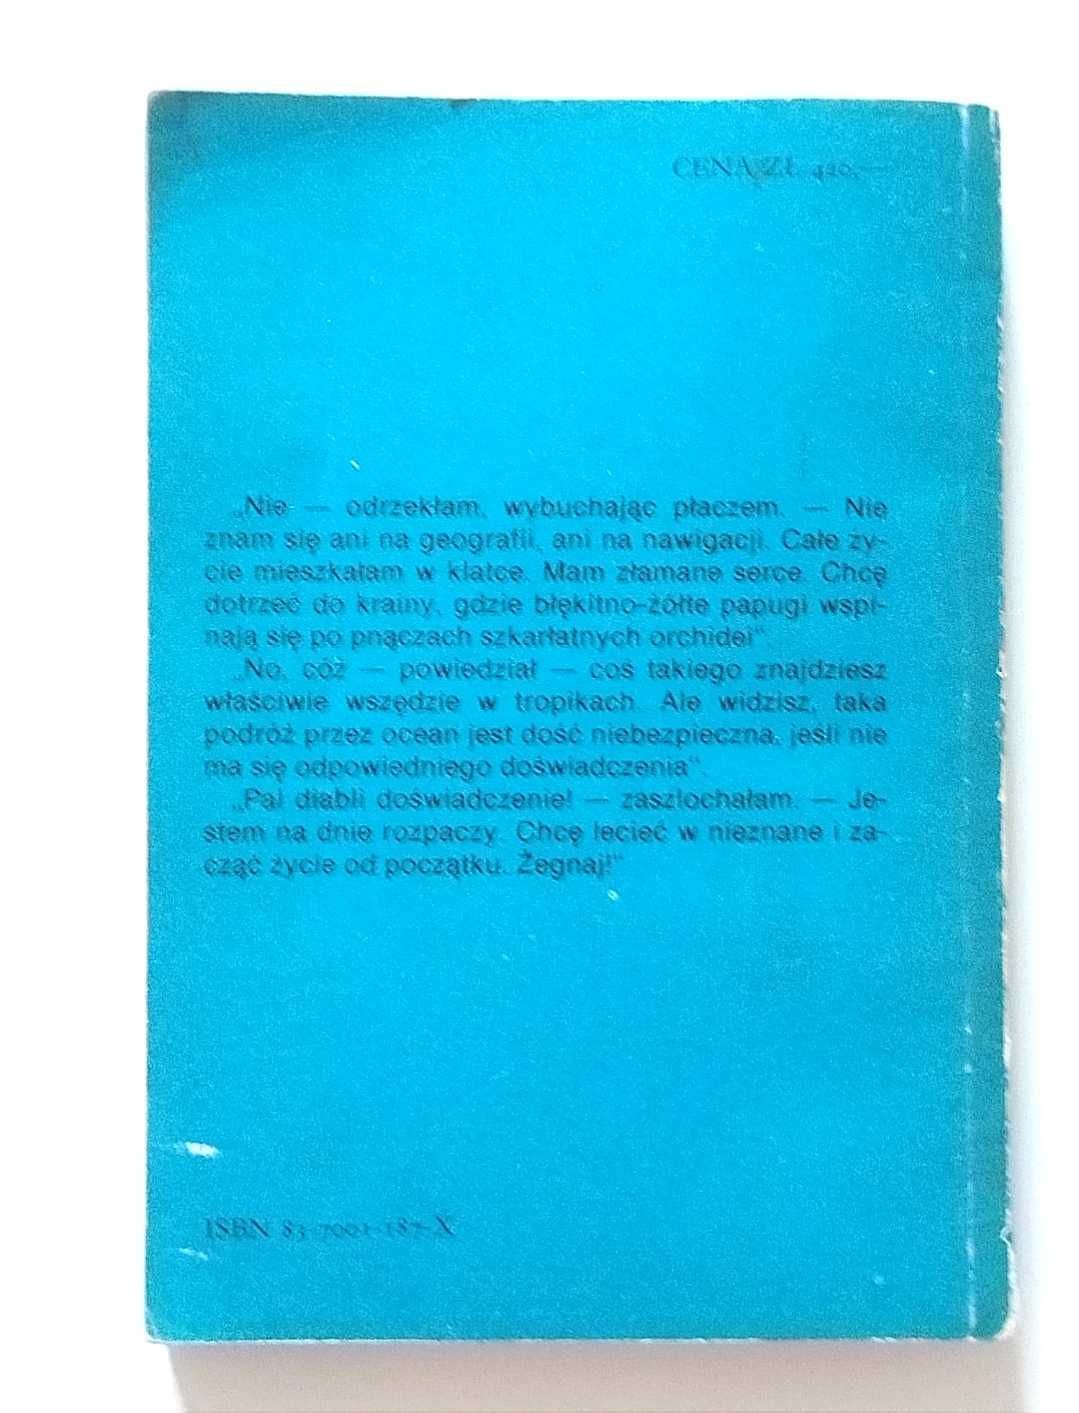 CENA ZŁ 420,—
„Nie — odrzekłam, wybuchając płaczem. — Nie
znam się ani na geografii, ani na nawigacji. Całe ży-
cie mieszkałam w klatce. Mam złamane serce. Chcę
dotrzeć do krainy, gdzie błękitno-żółte papugi wspi-
nają się po pnączach szkarłatnych orchidei”.
„No, cóż — powiedział — coś takiego znajdziesz
właściwie wszędzie w tropikach. Ale widzisz, taka
podróż przez ocean jest dość niebezpieczna, jeśli nie
ma się odpowiedniego doświadczenia”.
„Pal diabli doświadczenie! — zaszlochałam. — Je-
stem na dnie rozpaczy. Chcę lecieć w nieznane i za-
cząć życie od początku. Żegnaj!”
ISBN 83-7001-187-X